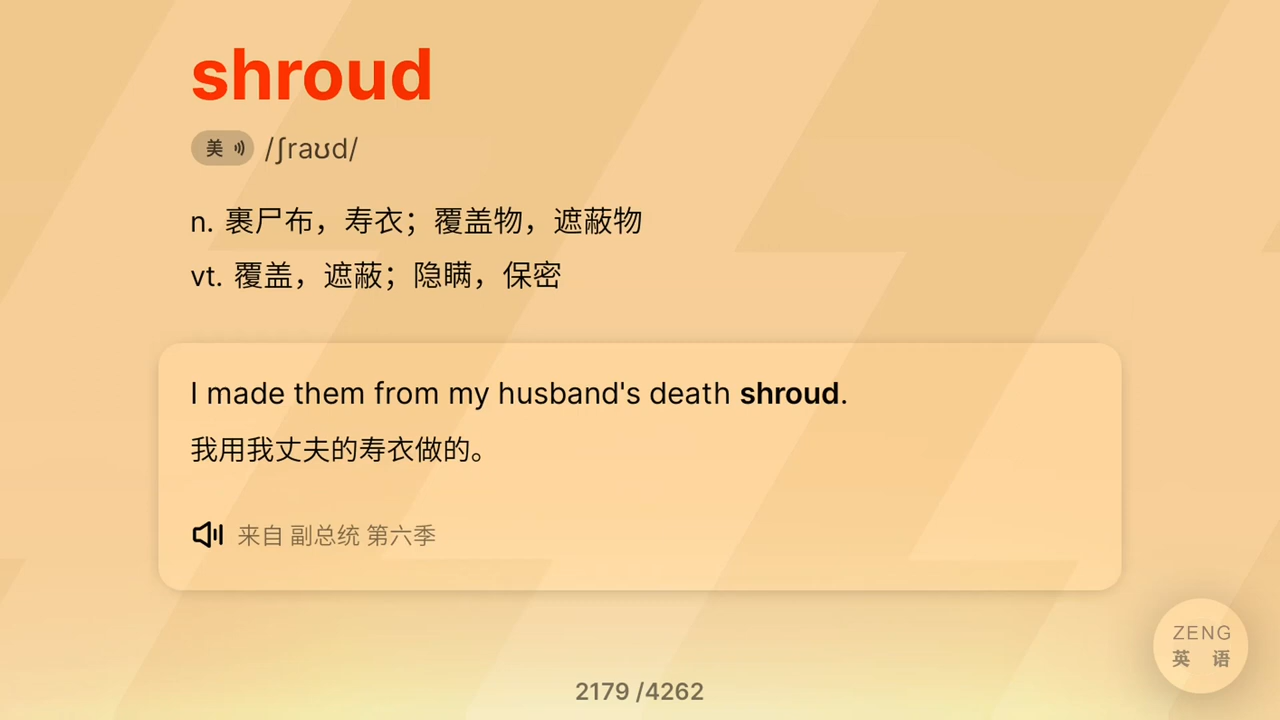 shroud
美 /ʃraʊd/
n. 裹尸布，寿衣；覆盖物，遮蔽物
vt. 覆盖，遮蔽；隐瞒，保密
I made them from my husband's death shroud.
我用我丈夫的寿衣做的。
来自 副总统 第六季
ZENG
英 语
2179 /4262